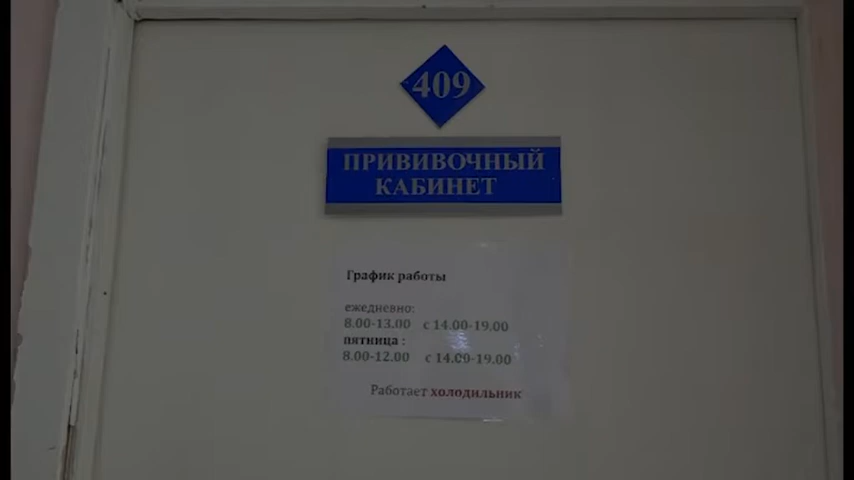 409
ПРИВИВОЧНЫЙ
КАБИНЕТ
График работы
ежедневно:
8.00-13.00 с 14.00-19.00
пятница :
8.00-12.00 с 14.00-19.00
Работает холодильник